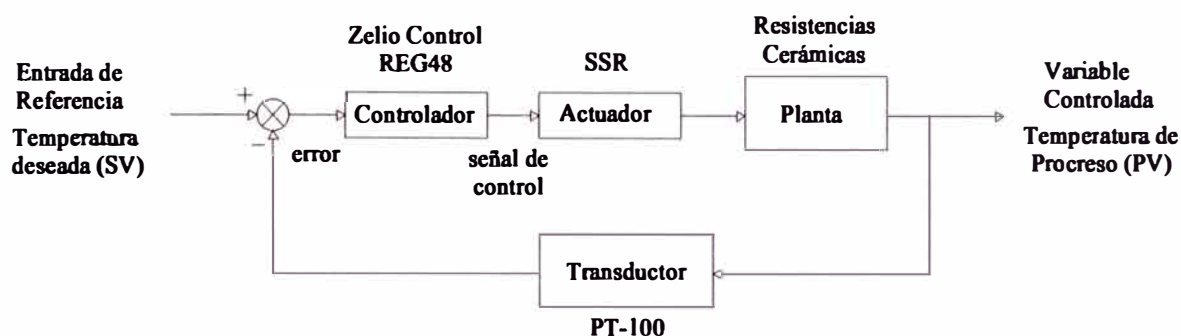 Zelio Control
REG48
SSR
Resistencias
Cerámicas
Entrada de
Referencia
Temperatura
deseada (SV)
+
−
error
Controlador
señal de
control
Actuador
Planta
Variable
Controlada
Temperatura de
Procreso (PV)
Transductor
PT-100